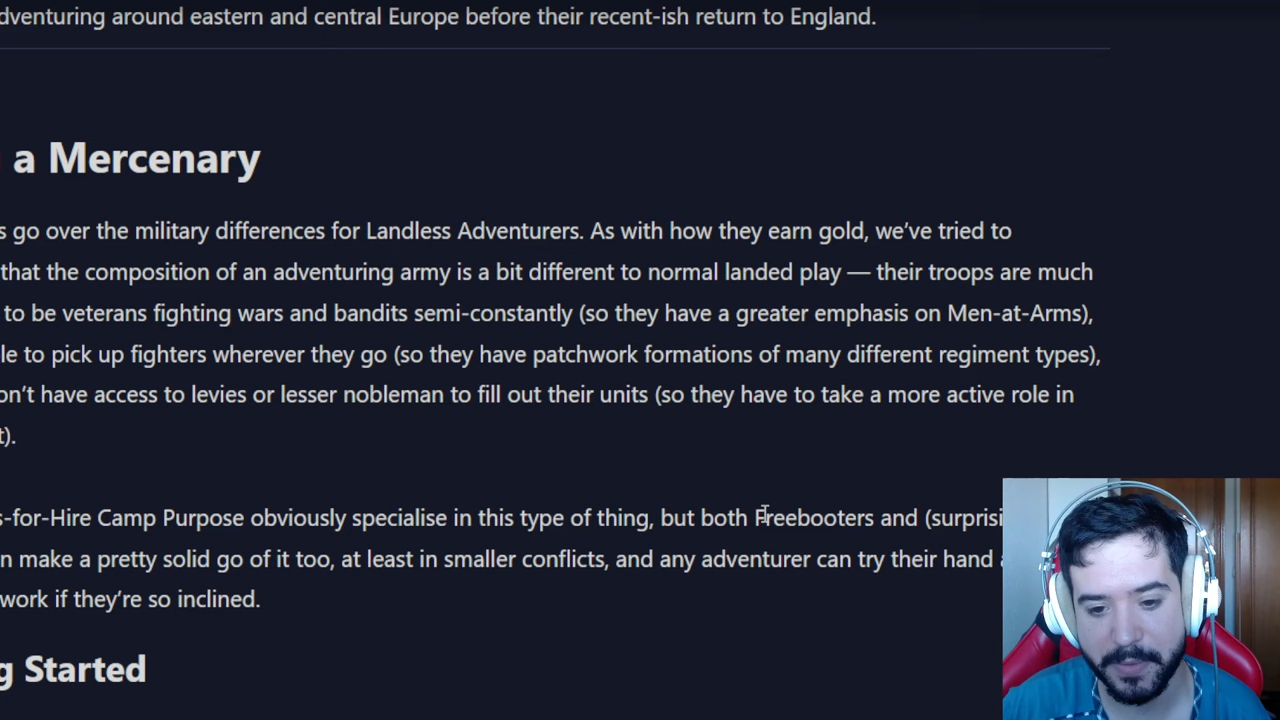 dventuring around eastern and central Europe before their recent-ish return to England.
a Mercenary
s go over the military differences for Landless Adventurers. As with how they earn gold, we've tried to
that the composition of an adventuring army is a bit different to normal landed play — their troops are much
to be veterans fighting wars and bandits semi-constantly (so they have a greater emphasis on Men-at-Arms),
le to pick up fighters wherever they go (so they have patchwork formations of many different regiment types),
on't have access to levies or lesser nobleman to fill out their units (so they have to take a more active role in
t).
s-for-Hire Camp Purpose obviously specialise in this type of thing, but both Freebooters and (surprisi
n make a pretty solid go of it too, at least in smaller conflicts, and any adventurer can try their hand
work if they're so inclined.
g Started